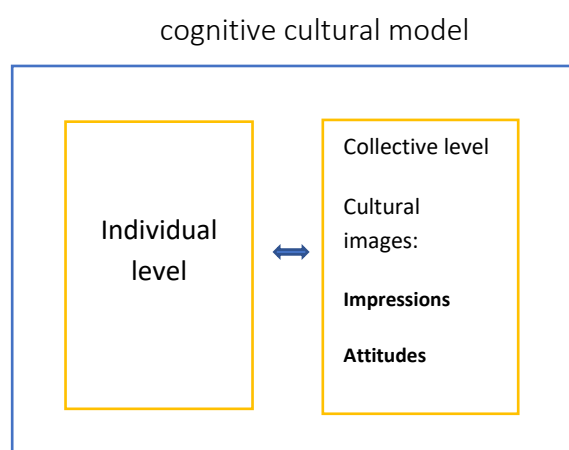 cognitive cultural model
Individual
level
Collective level
Cultural
images:
Impressions
Attitudes